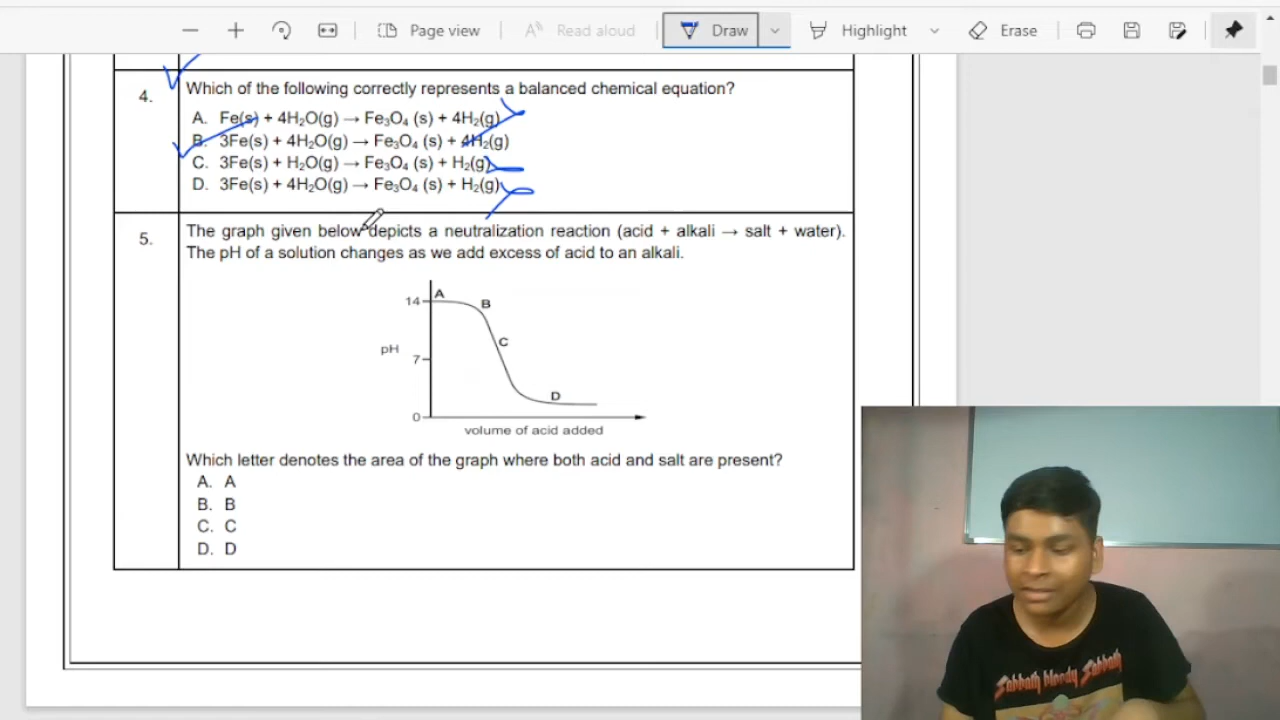 Page view
Read aloud
Draw
Highlight
Erase
4.
Which of the following correctly represents a balanced chemical equation?
A. Fe(s) + 4H₂O(g) → Fe₃O₄ (s) + 4H₂(g)
B. 3Fe(s) + 4H₂O(g) → Fe₃O₄ (s) + 4H₂(g)
C. 3Fe(s) + H₂O(g) → Fe₃O₄ (s) + H₂(g)
D. 3Fe(s) + 4H₂O(g) → Fe₃O₄ (s) + H₂(g)
5.
The graph given below depicts a neutralization reaction (acid + alkali → salt + water).
The pH of a solution changes as we add excess of acid to an alkali.
14
A
B
C
pH
7
D
0
volume of acid added
Which letter denotes the area of the graph where both acid and salt are present?
A. A
B. B
C. C
D. D
Sabbath bloody Sabbath